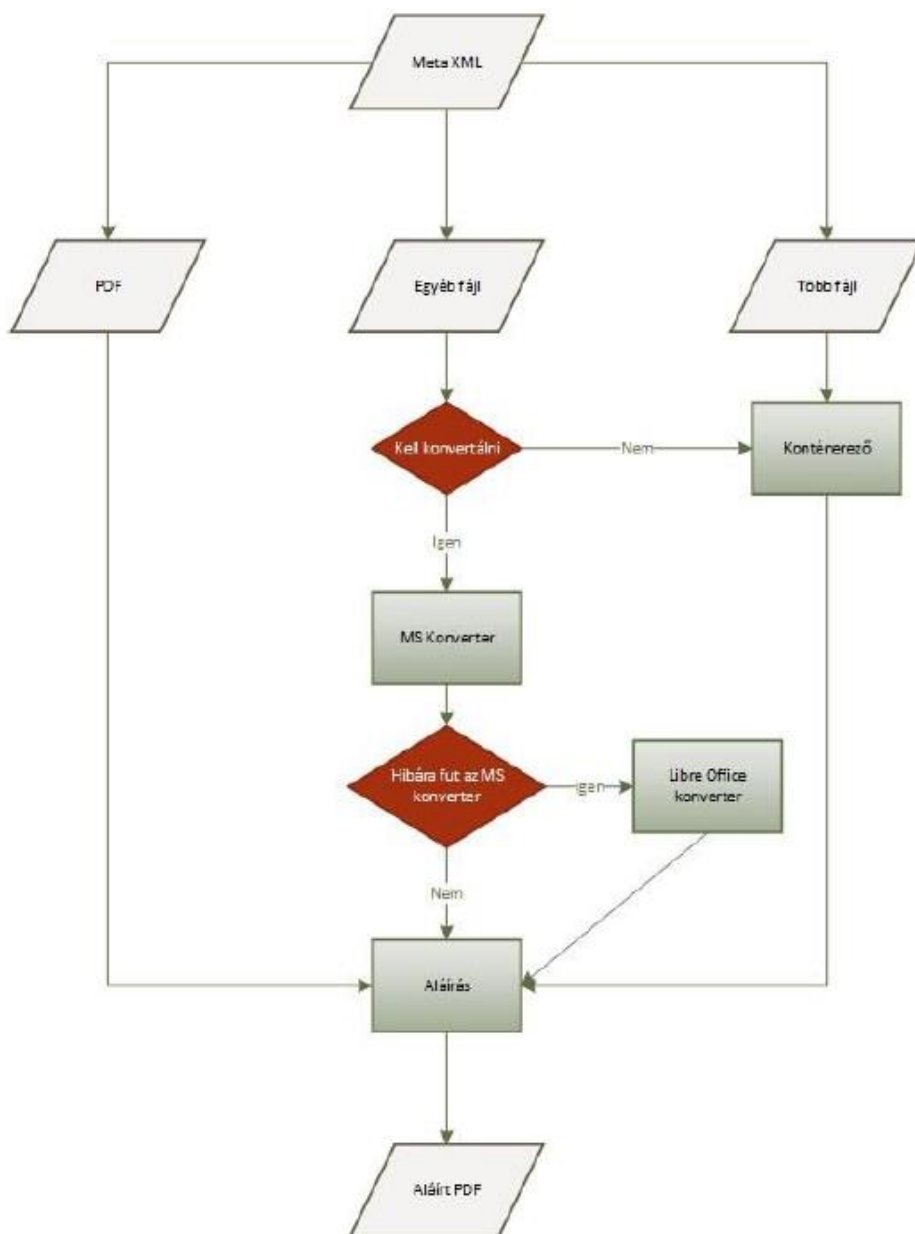 Meta XML
PDF
Egyéb fájl
Több fájl
Kell konvertálni
Nem
Konténerező
Igen
MS Konverter
Hibára fut az MS
konverter
Igen
Libre Office
konverter
Nem
Aláírás
Aláírt PDF